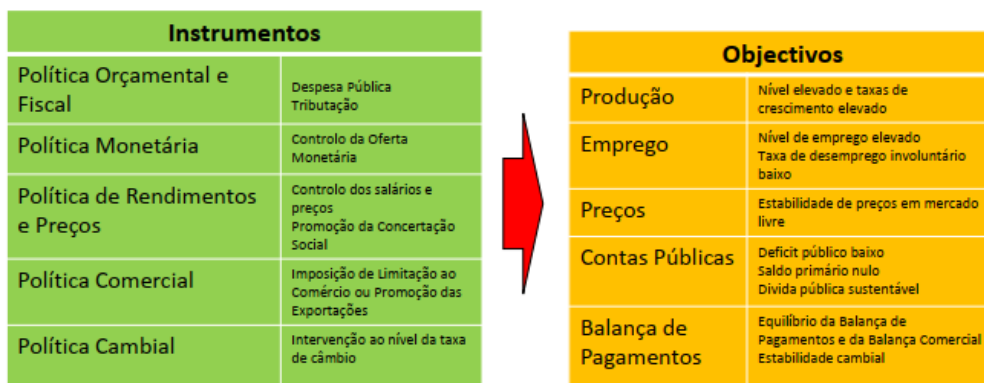 Instrumentos
Política Orçamental e
Fiscal
Despesa Pública
Tributação
Política Monetária
Controlo da Oferta
Monetária
Política de Rendimentos
e Preços
Controlo dos salários e
preços
Promoção da Concertação
Social
Política Comercial
Imposição de Limitação ao
Comércio ou Promoção das
Exportações
Política Cambial
Intervenção ao nível da taxa
de câmbio
Objectivos
Produção
Nível elevado e taxas de
crescimento elevado
Emprego
Nível de emprego elevado
Taxa de desemprego involuntário
baixo
Preços
Estabilidade de preços em mercado
livre
Contas Públicas
Deficit público baixo
Saldo primário nulo
Divida pública sustentável
Balança de
Pagamentos
Equilíbrio da Balança de
Pagamentos e da Balança Comercial
Estabilidade cambial